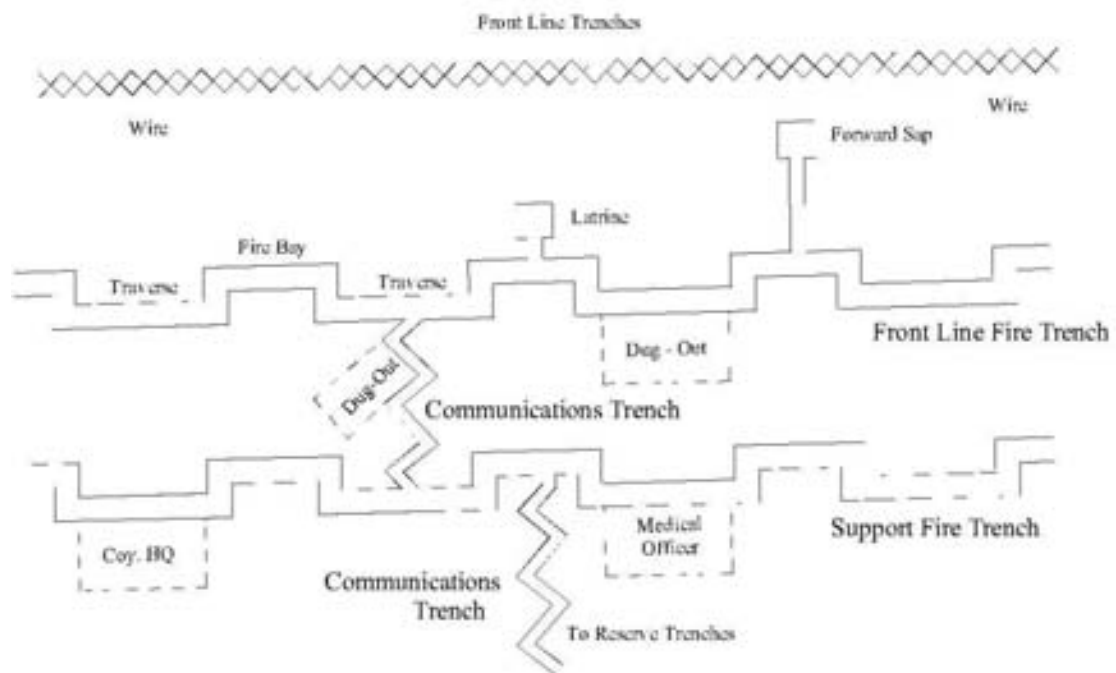 Front Line Trenches
Wire
Wire
Forward Sap
Latrine
Fire Bay
Traverse
Traverse
Front Line Fire Trench
Dug - Out
Dug-Out
Communications Trench
Support Fire Trench
Medical
Officer
Coy. HQ
Communications
Trench
To Reserve Trenches